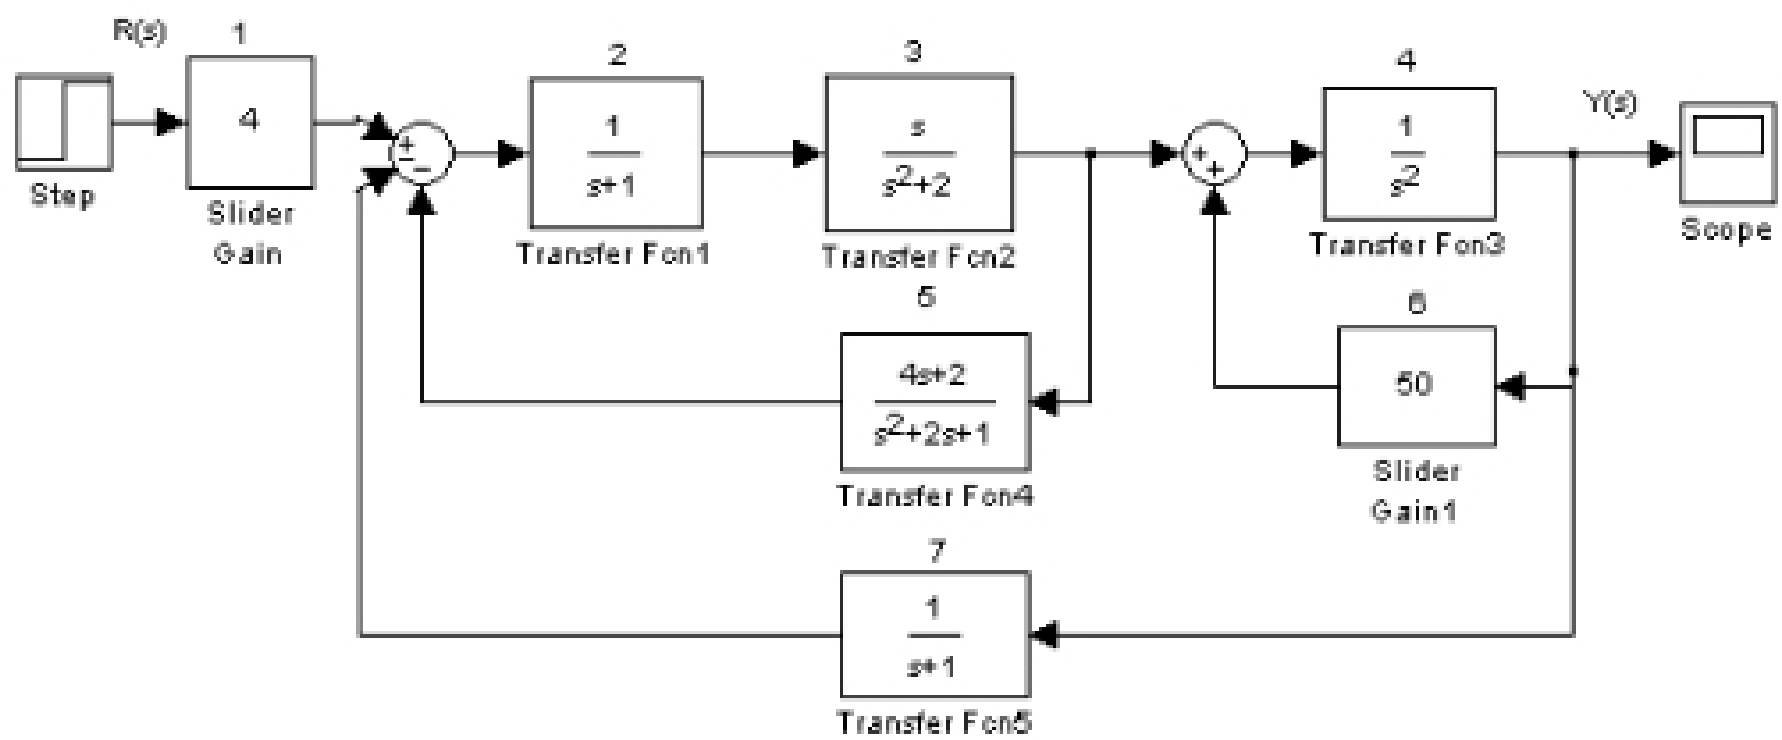 R(s)
1
4
Step
Slider
Gain
+
−
−
2
1
s+1
Transfer Fcn1
3
s
s²+2
Transfer Fcn2
+
+
4
1
s²
Transfer Fcn3
Y(s)
Scope
5
4s+2
s²+2s+1
Transfer Fcn4
6
50
Slider
Gain1
7
1
s+1
Transfer Fcn5